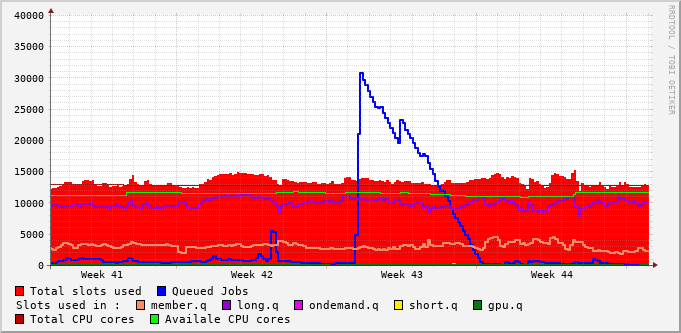 40000
35000
30000
25000
20000
15000
10000
5000
0
Week 41 Week 42 Week 43 Week 44
Total slots used Queued Jobs
Slots used in : member.q long.q ondemand.q short.q gpu.q
Total CPU cores Availale CPU cores
RRDTOOL / TOBI OETIKER